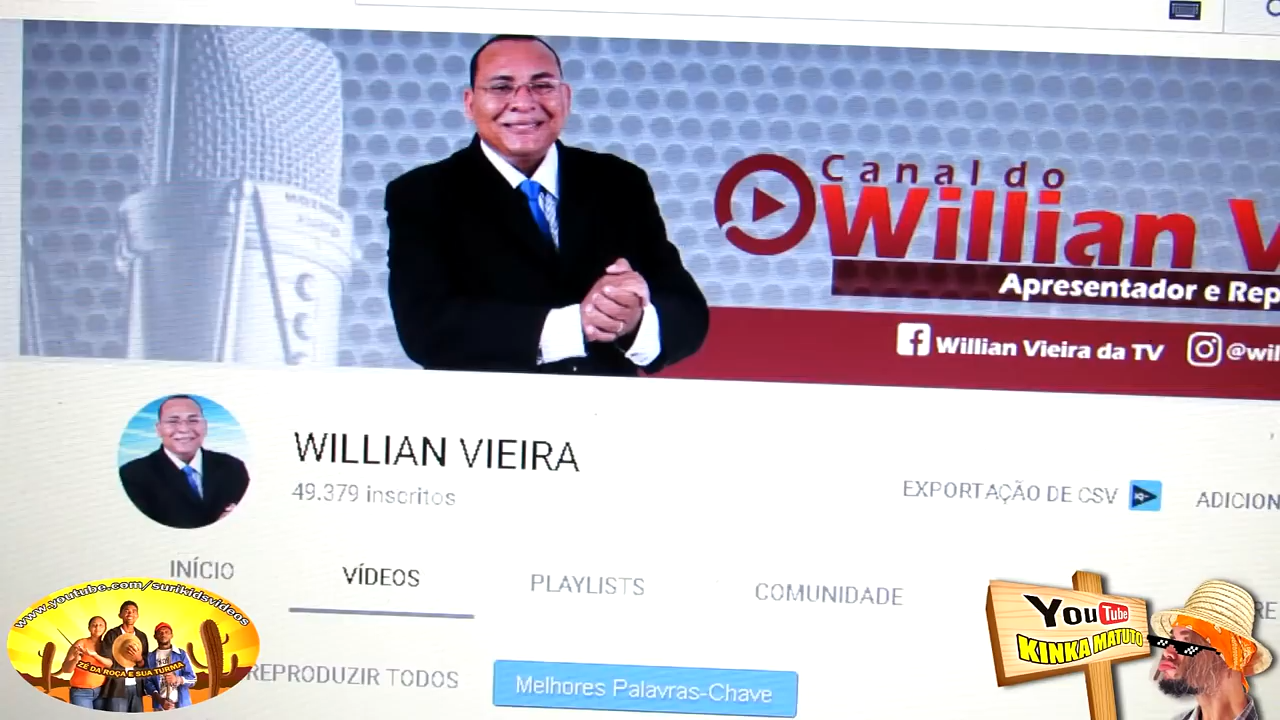 Canal do
Willian V
Apresentador e Rep
Willian Vieira da TV @wil
WILLIAN VIEIRA
49.379 inscritos
EXPORTAÇÃO DE CSV
ADICION
INÍCIO
VÍDEOS
PLAYLISTS
COMUNIDADE
RE
REPRODUZIR TODOS
Melhores Palavras-Chave
www.youtube.com/surikidsvideos
ZÉ DA ROÇA E SUA TURMA
YouTube
KINKA MATUTO